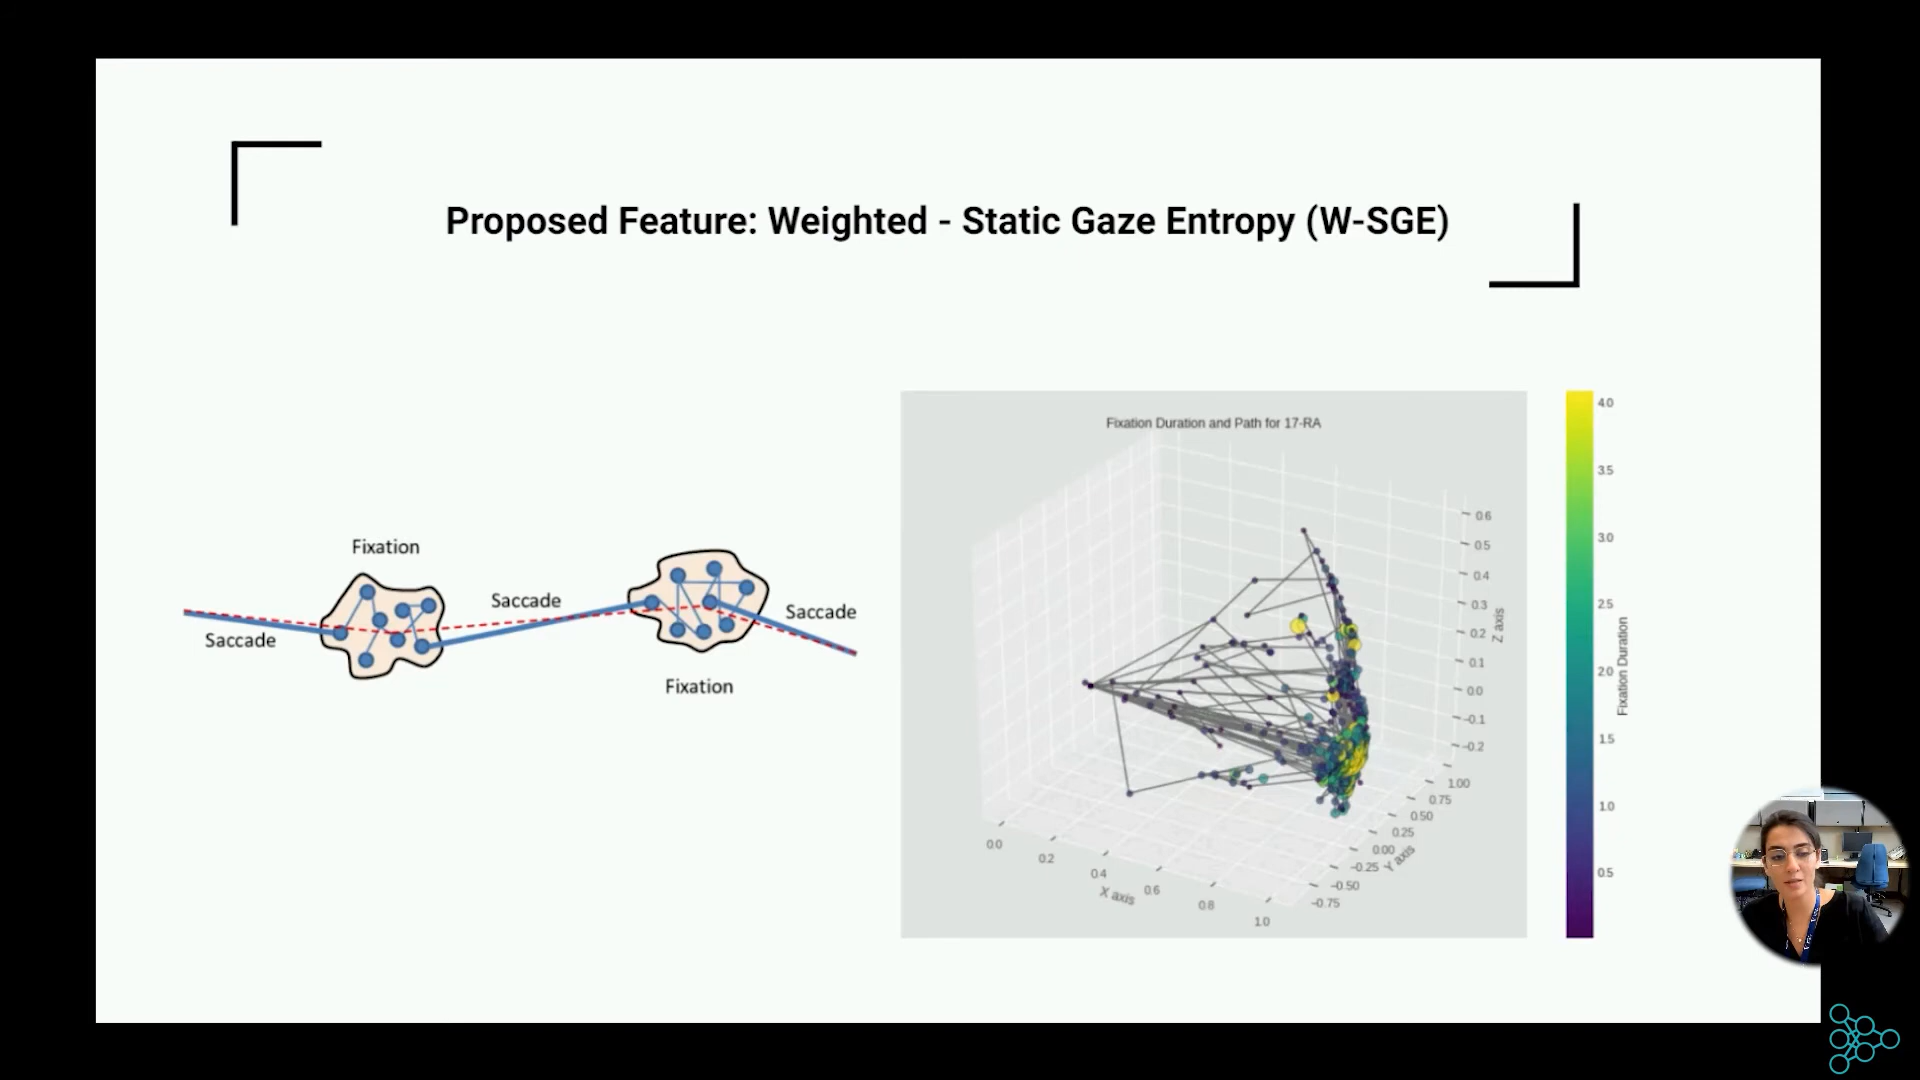 Proposed Feature: Weighted - Static Gaze Entropy (W-SGE)
Fixation
Saccade
Saccade
Saccade
Fixation
Fixation Duration and Path for 17-RA
0.6
0.5
0.4
0.3
0.2
0.1
0.0
−0.1
−0.2
Z axis
1.00
0.75
0.50
0.25
0.00
−0.25
−0.50
−0.75
Y axis
0.0
0.2
0.4
0.6
0.8
1.0
X axis
4.0
3.5
3.0
2.5
2.0
1.5
1.0
0.5
Fixation Duration